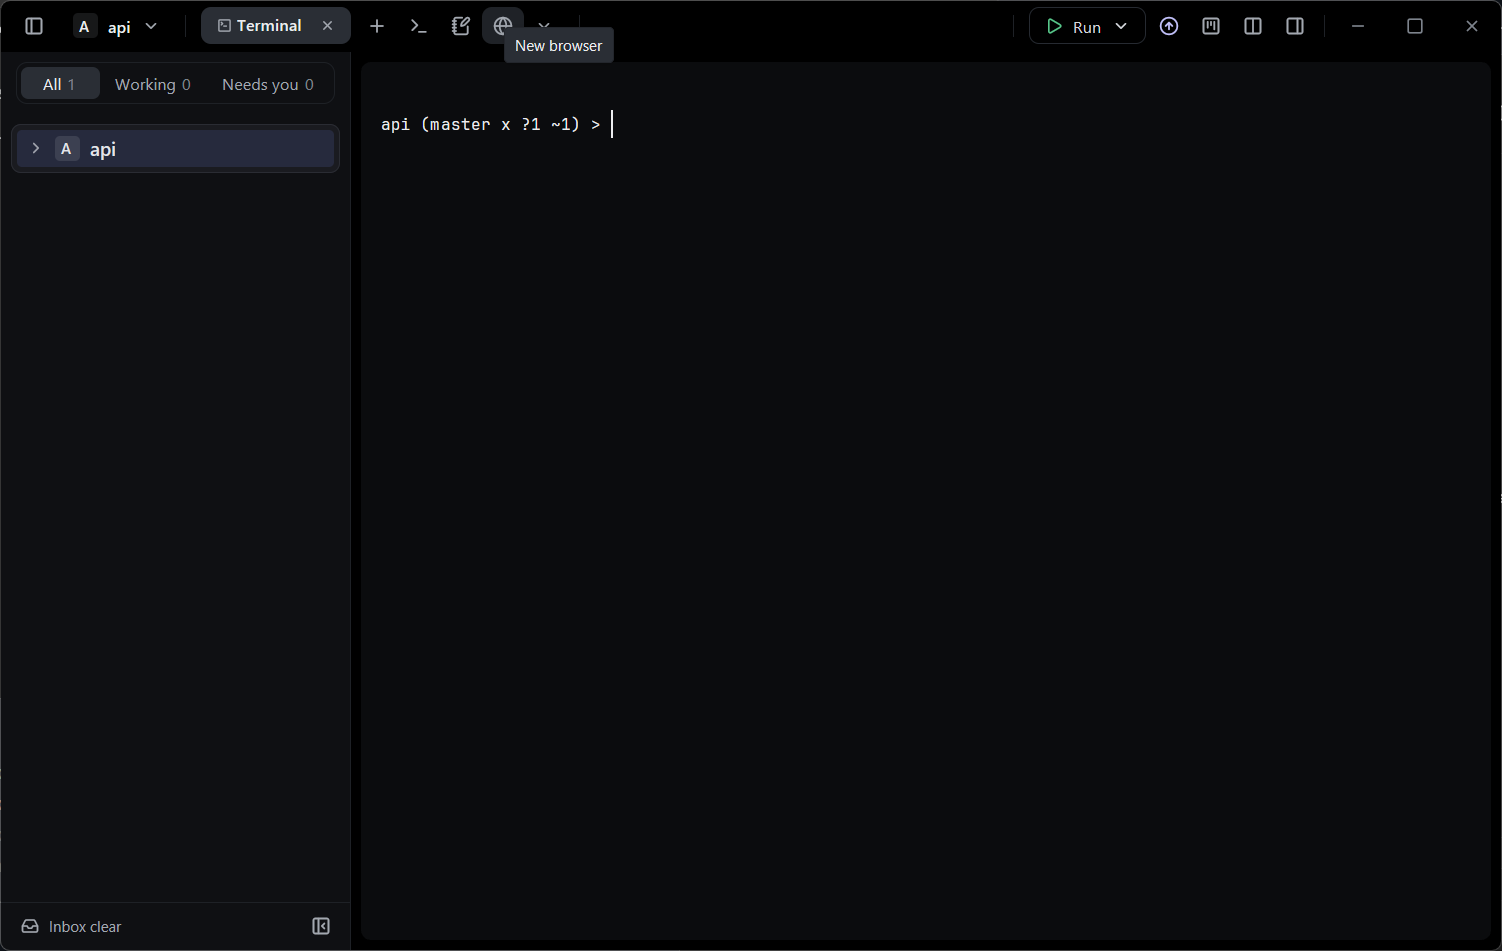 A api
Terminal
Run
New browser
All 1
Working 0
Needs you 0
A api
api (master x ?1 ~1) >
Inbox clear